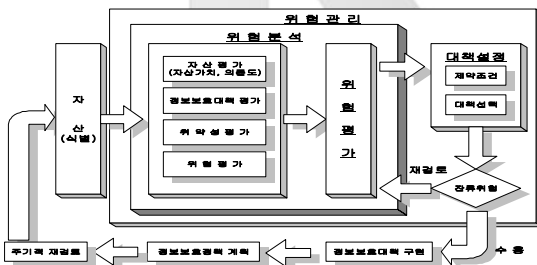 위험관리
위험분석
대책설정
자산평가
(자산가치, 의존도)
제약조건
자
산
(식별)
정보보호대책 평가
위
험
평
가
대책선택
취약성평가
위험평가
재검토
잔류위험
주기적 재검토
정보보호정책 계획
정보보호대책 구현
수용